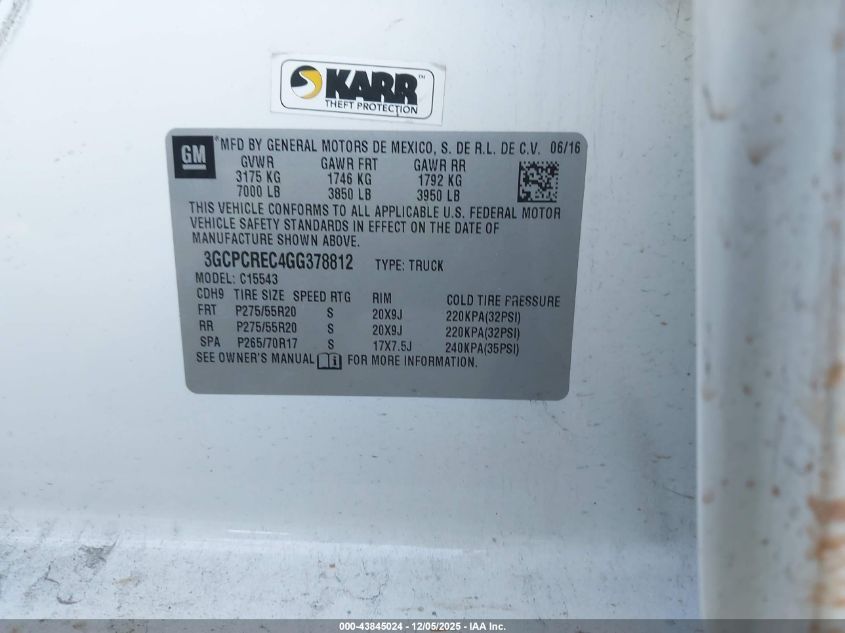 KARR™
THEFT PROTECTION
GM
®MFD BY GENERAL MOTORS DE MEXICO, S. DE R.L. DE C.V. 06/16
GVWR GAWR FRT GAWR RR
3175 KG 1746 KG 1792 KG
7000 LB 3850 LB 3950 LB
THIS VEHICLE CONFORMS TO ALL APPLICABLE U.S. FEDERAL MOTOR
VEHICLE SAFETY STANDARDS IN EFFECT ON THE DATE OF
MANUFACTURE SHOWN ABOVE.
3GCPCREC4GG378812 TYPE: TRUCK
MODEL: C15543
CDH9 TIRE SIZE SPEED RTG RIM COLD TIRE PRESSURE
FRT P275/55R20 S 20X9J 220KPA(32PSI)
RR P275/55R20 S 20X9J 220KPA(32PSI)
SPA P265/70R17 S 17X7.5J 240KPA(35PSI)
SEE OWNER'S MANUAL FOR MORE INFORMATION.
000-43845024 - 12/05/2025 - IAA Inc.